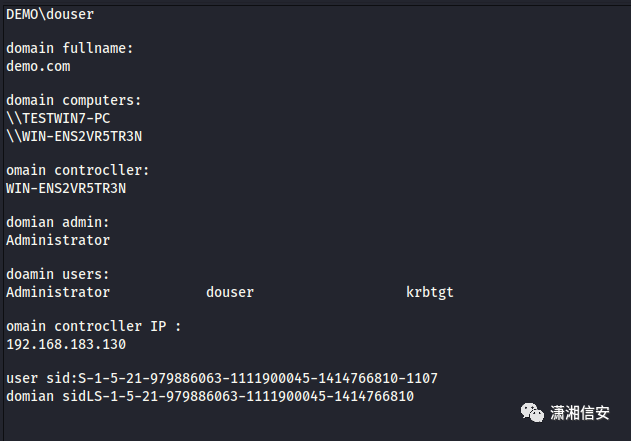 DEMO\douser
domain fullname:
demo.com
domain computers:
\\TESTWIN7-PC
\\WIN-ENS2VR5TR3N
omain controcller:
WIN-ENS2VR5TR3N
domian admin:
Administrator
doamin users:
Administrator douser krbtgt
omain controcller IP :
192.168.183.130
user sid:S-1-5-21-979886063-1111900045-1414766810-1107
domian sidLS-1-5-21-979886063-1111900045-1414766810
潇湘信安